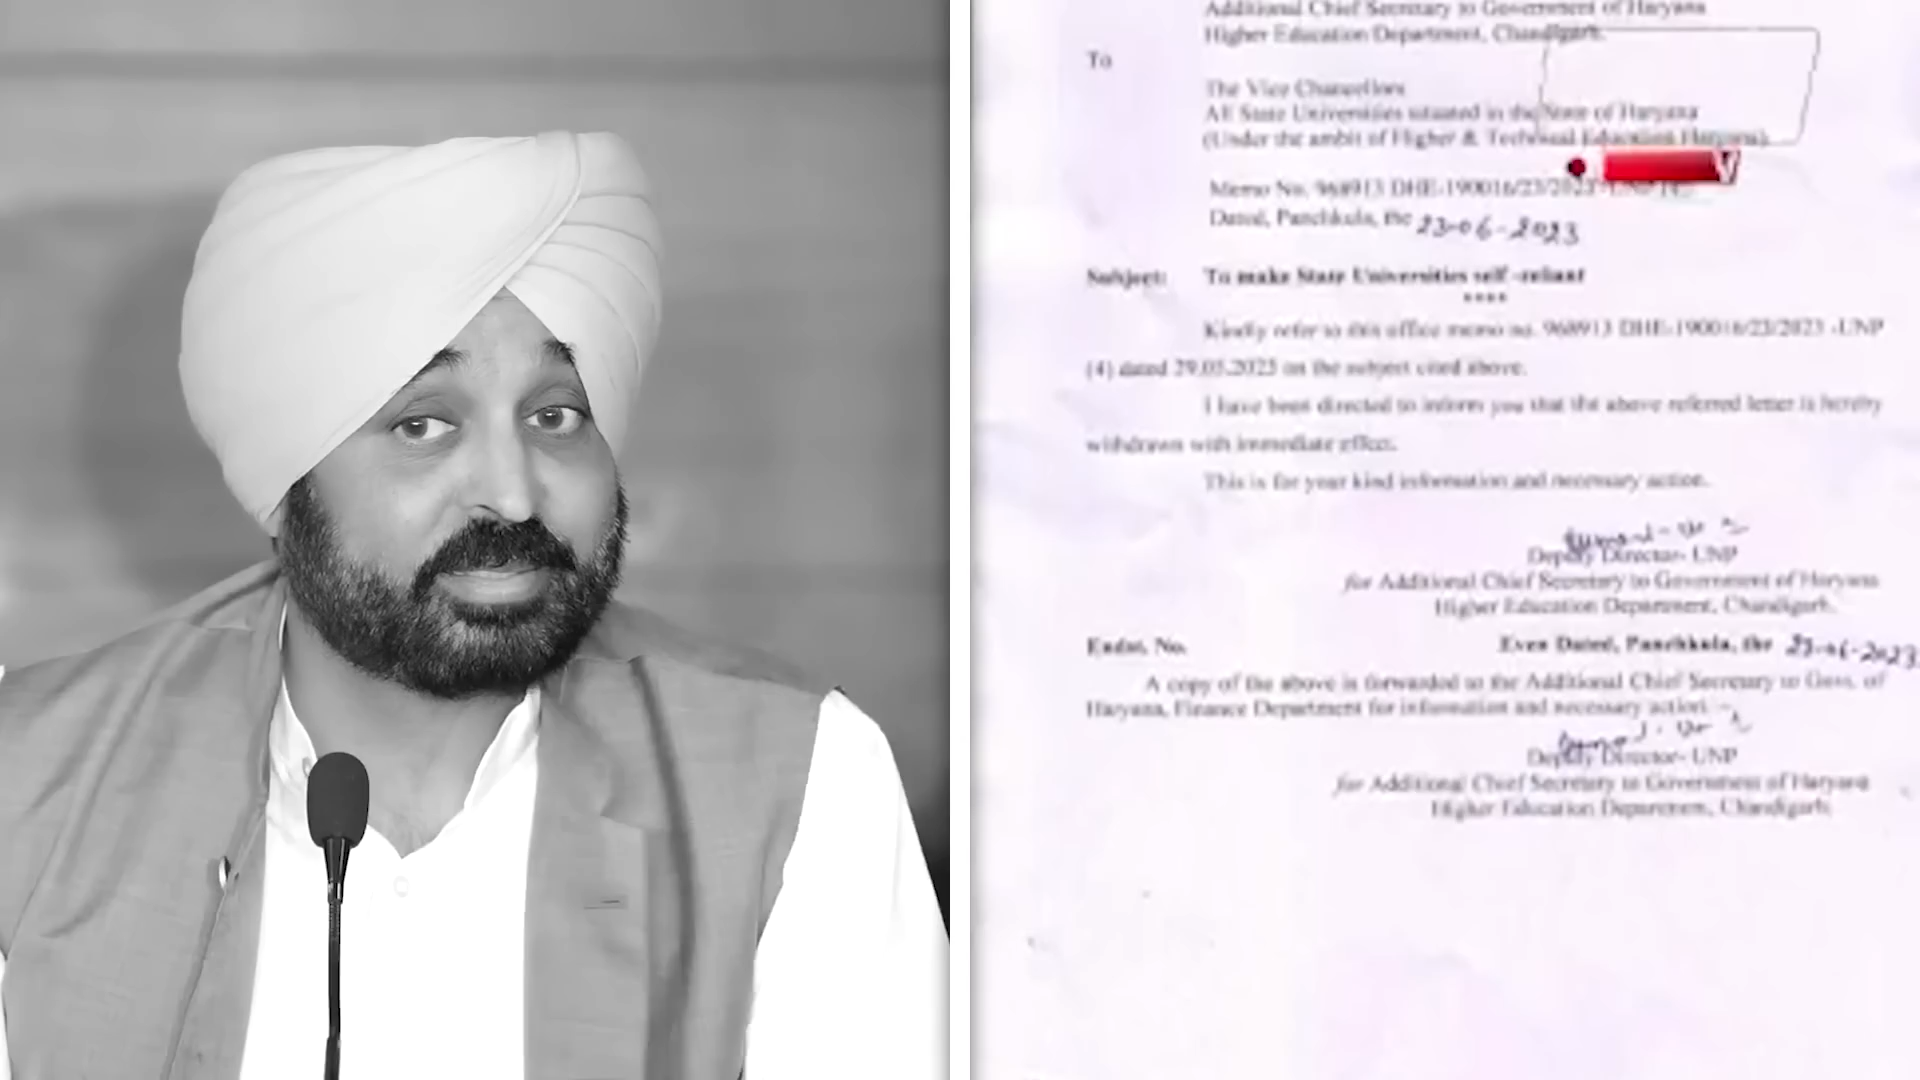 Additional Chief Secretary to Government of Haryana
Higher Education Department, Chandigarh.
To
The Vice Chancellors
All State Universities situated in the State of Haryana
(Under the ambit of Higher & Technical Education Haryana).
V
Memo No. 968913 DHE-190016/23/2023 -UNP
Dated, Panchkula, the 23-06-2023
Subject: To make State Universities self -reliant
****
Kindly refer to this office memo no. 968913 DHE-190016/23/2023 -UNP
(4) dated 29.05.2023 on the subject cited above.
I have been directed to inform you that the above referred letter is hereby
withdrawn with immediate effect.
This is for your kind information and necessary action.
Deputy Director- UNP
for Additional Chief Secretary to Government of Haryana
Higher Education Department, Chandigarh.
Endst. No. Even Dated, Panchkula, the 23-06-2023
A copy of the above is forwarded to the Additional Chief Secretary to Govt. of
Haryana, Finance Department for information and necessary action.
Deputy Director- UNP
for Additional Chief Secretary to Government of Haryana
Higher Education Department, Chandigarh.